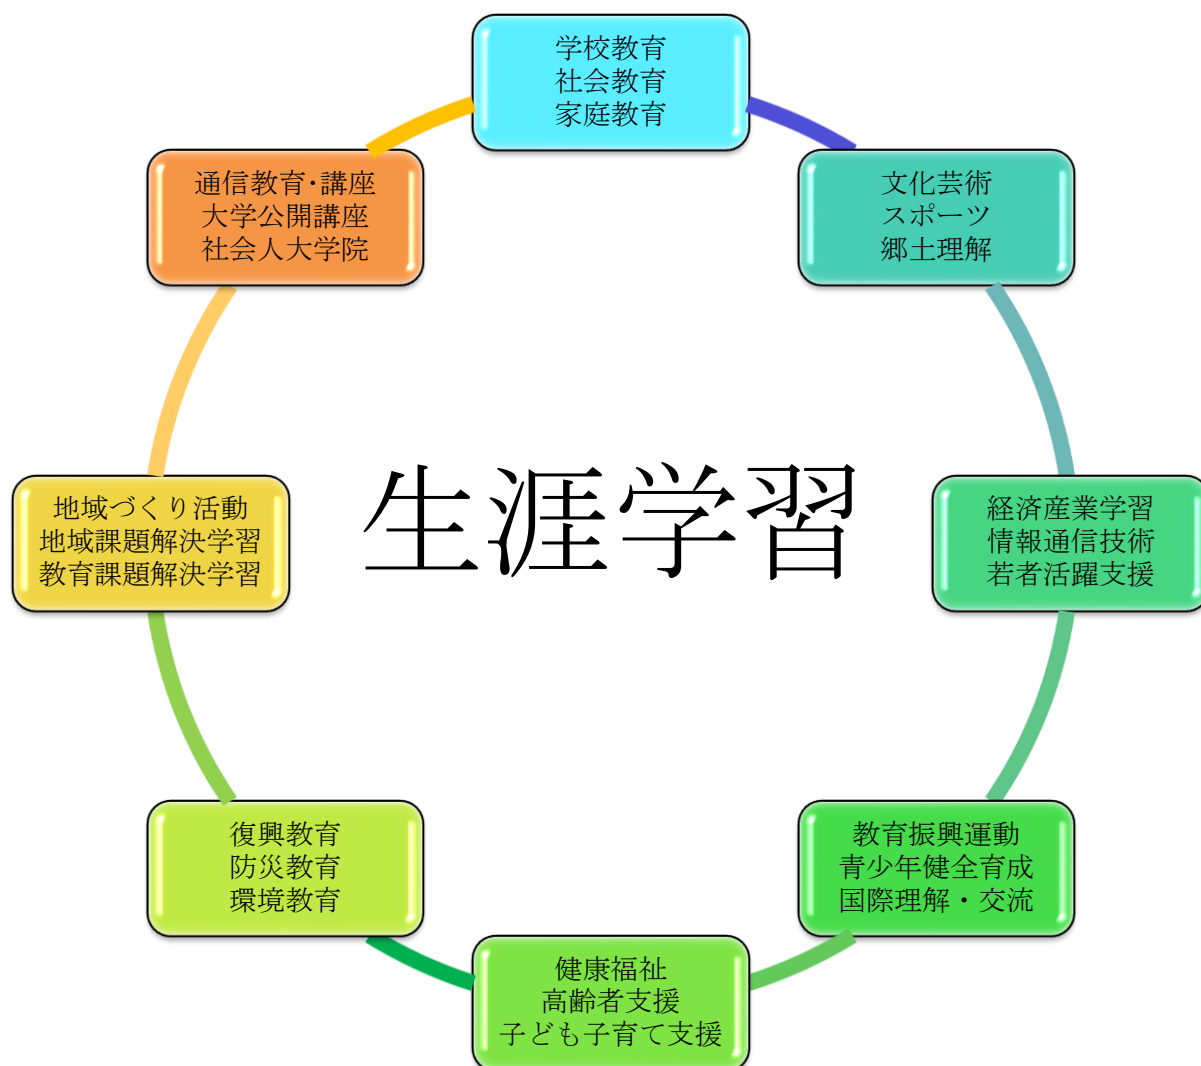 学校教育
社会教育
家庭教育
文化芸術
スポーツ
郷土理解
経済産業学習
情報通信技術
若者活躍支援
教育振興運動
青少年健全育成
国際理解・交流
健康福祉
高齢者支援
子ども子育て支援
復興教育
防災教育
環境教育
地域づくり活動
地域課題解決学習
教育課題解決学習
通信教育・講座
大学公開講座
社会人大学院
生涯学習